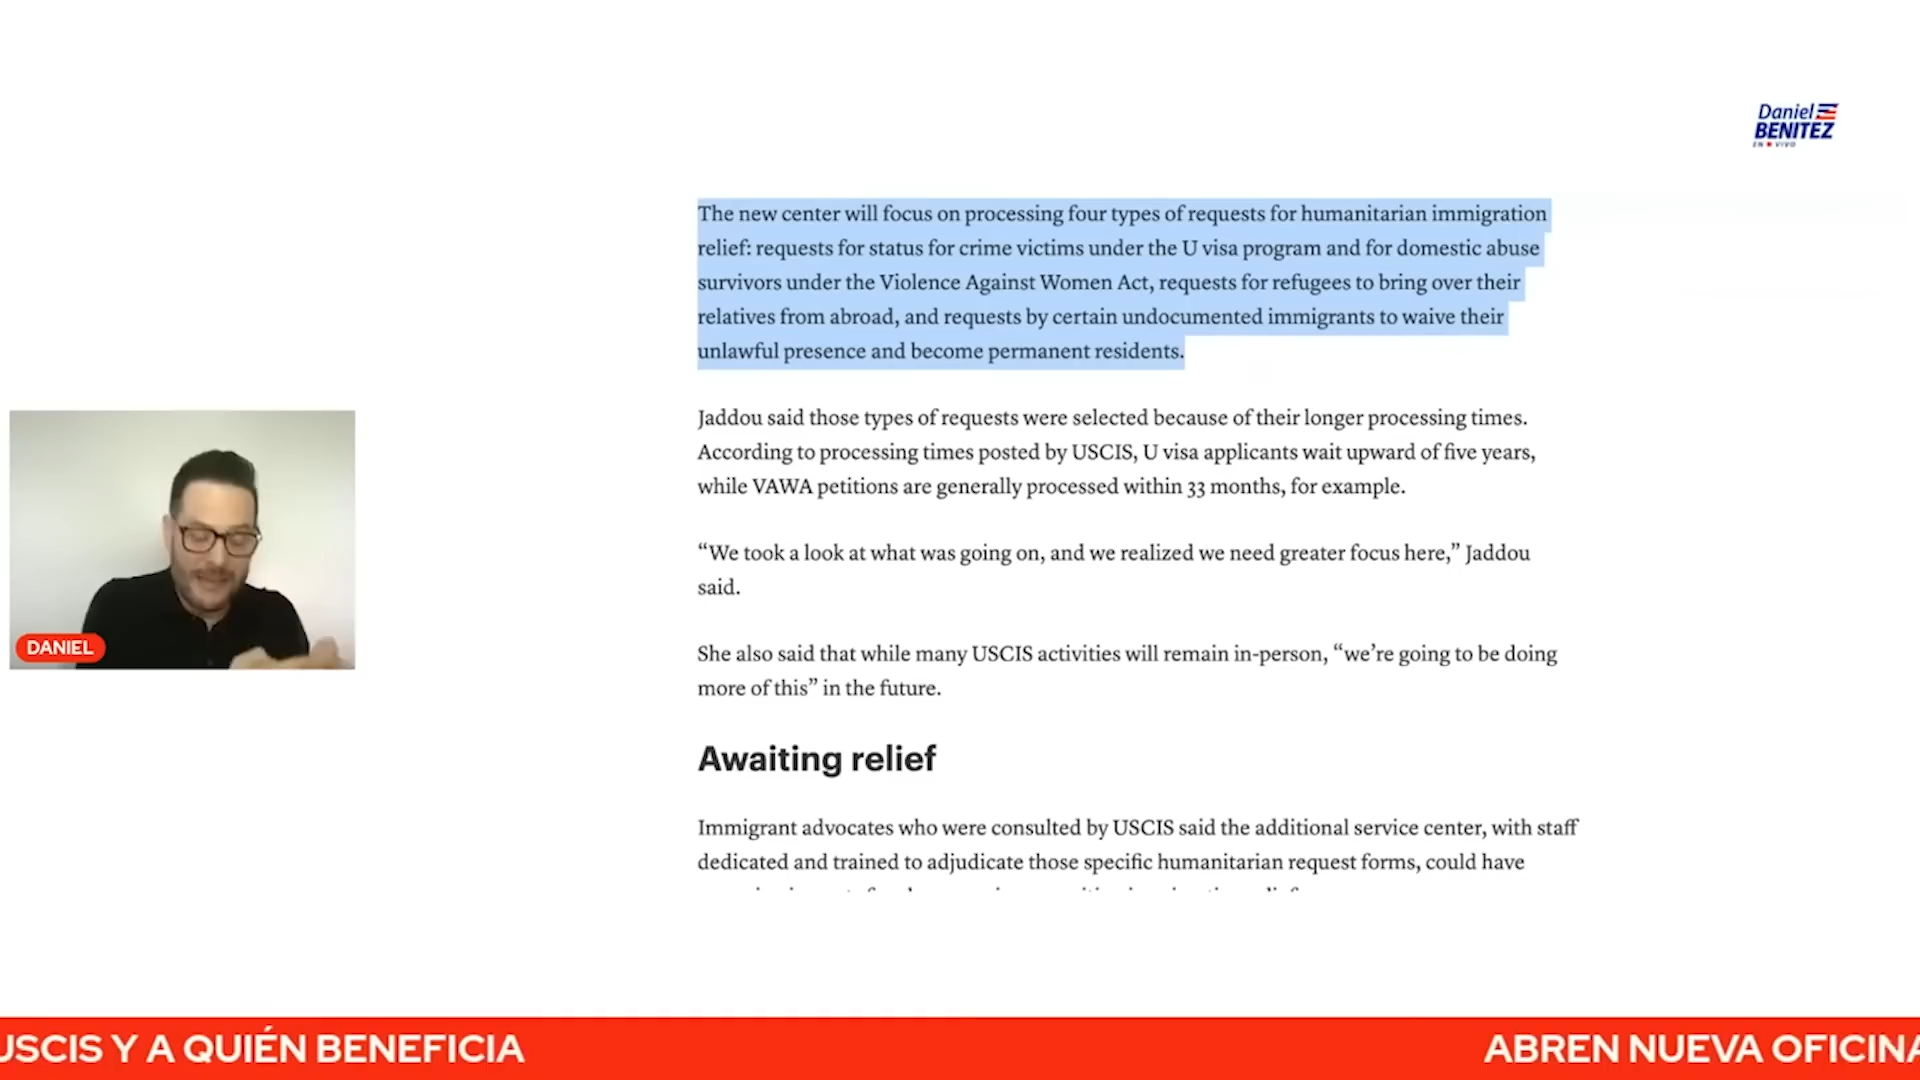 Daniel
BENITEZ
EN VIVO
The new center will focus on processing four types of requests for humanitarian immigration
relief: requests for status for crime victims under the U visa program and for domestic abuse
survivors under the Violence Against Women Act, requests for refugees to bring over their
relatives from abroad, and requests by certain undocumented immigrants to waive their
unlawful presence and become permanent residents.
Jaddou said those types of requests were selected because of their longer processing times.
According to processing times posted by USCIS, U visa applicants wait upward of five years,
while VAWA petitions are generally processed within 33 months, for example.
“We took a look at what was going on, and we realized we need greater focus here,” Jaddou
said.
She also said that while many USCIS activities will remain in-person, “we’re going to be doing
more of this” in the future.
Awaiting relief
Immigrant advocates who were consulted by USCIS said the additional service center, with staff
dedicated and trained to adjudicate those specific humanitarian request forms, could have
DANIEL
USCIS Y A QUIÉN BENEFICIA
ABREN NUEVA OFICINA